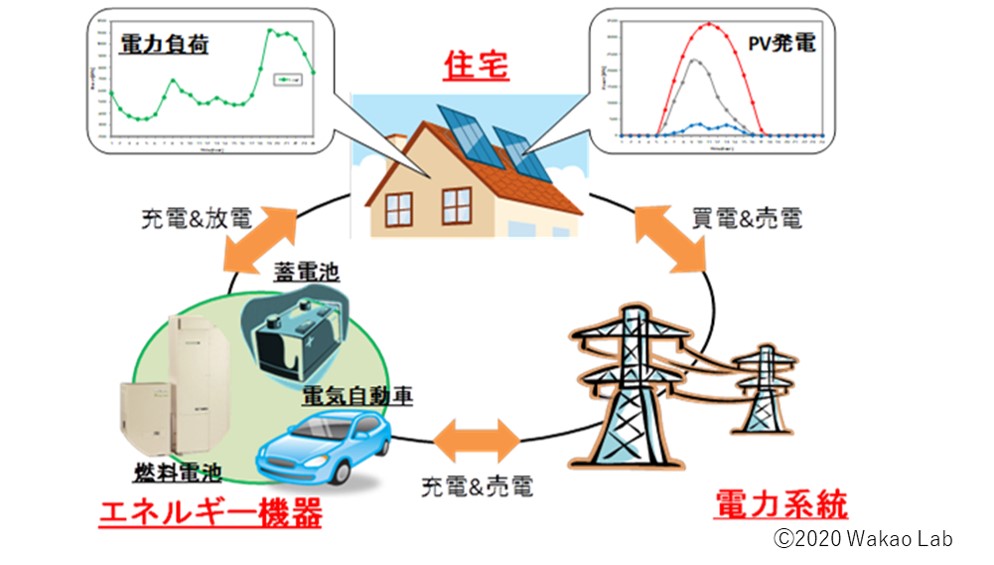 電力負荷
住宅
PV発電
充電&放電
買電&売電
蓄電池
電気自動車
燃料電池
充電&売電
エネルギー機器
電力系統
©2020 Wakao Lab